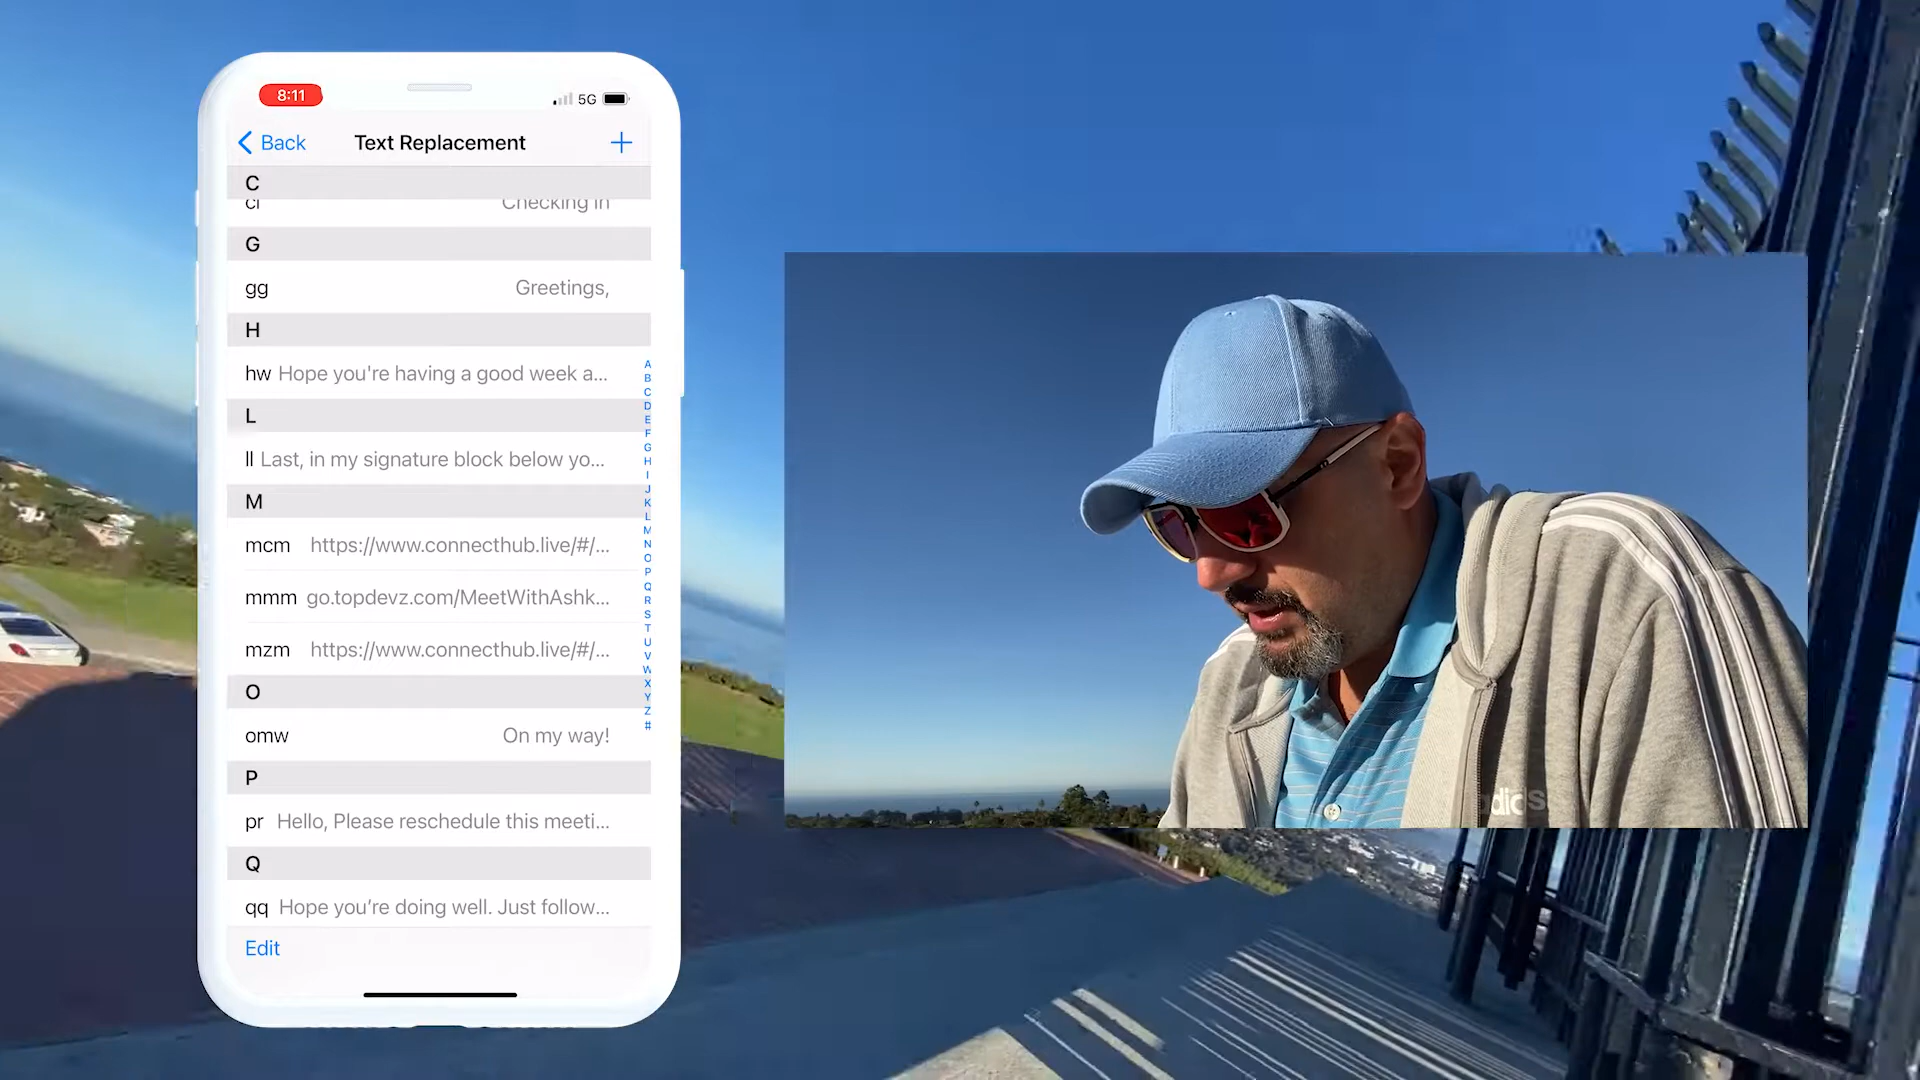 8:11
5G
Back
Text Replacement
C
ci Checking in
G
gg Greetings,
H
hw Hope you're having a good week a...
L
ll Last, in my signature block below yo...
M
mcm https://www.connecthub.live/#/...
mmm go.topdevz.com/MeetWithAshk...
mzm https://www.connecthub.live/#/...
O
omw On my way!
P
pr Hello, Please reschedule this meeti...
Q
qq Hope you’re doing well. Just follow...
Edit
A
B
C
D
E
F
G
H
I
J
K
L
M
N
O
P
Q
R
S
T
U
V
W
X
Y
Z
#
adidas